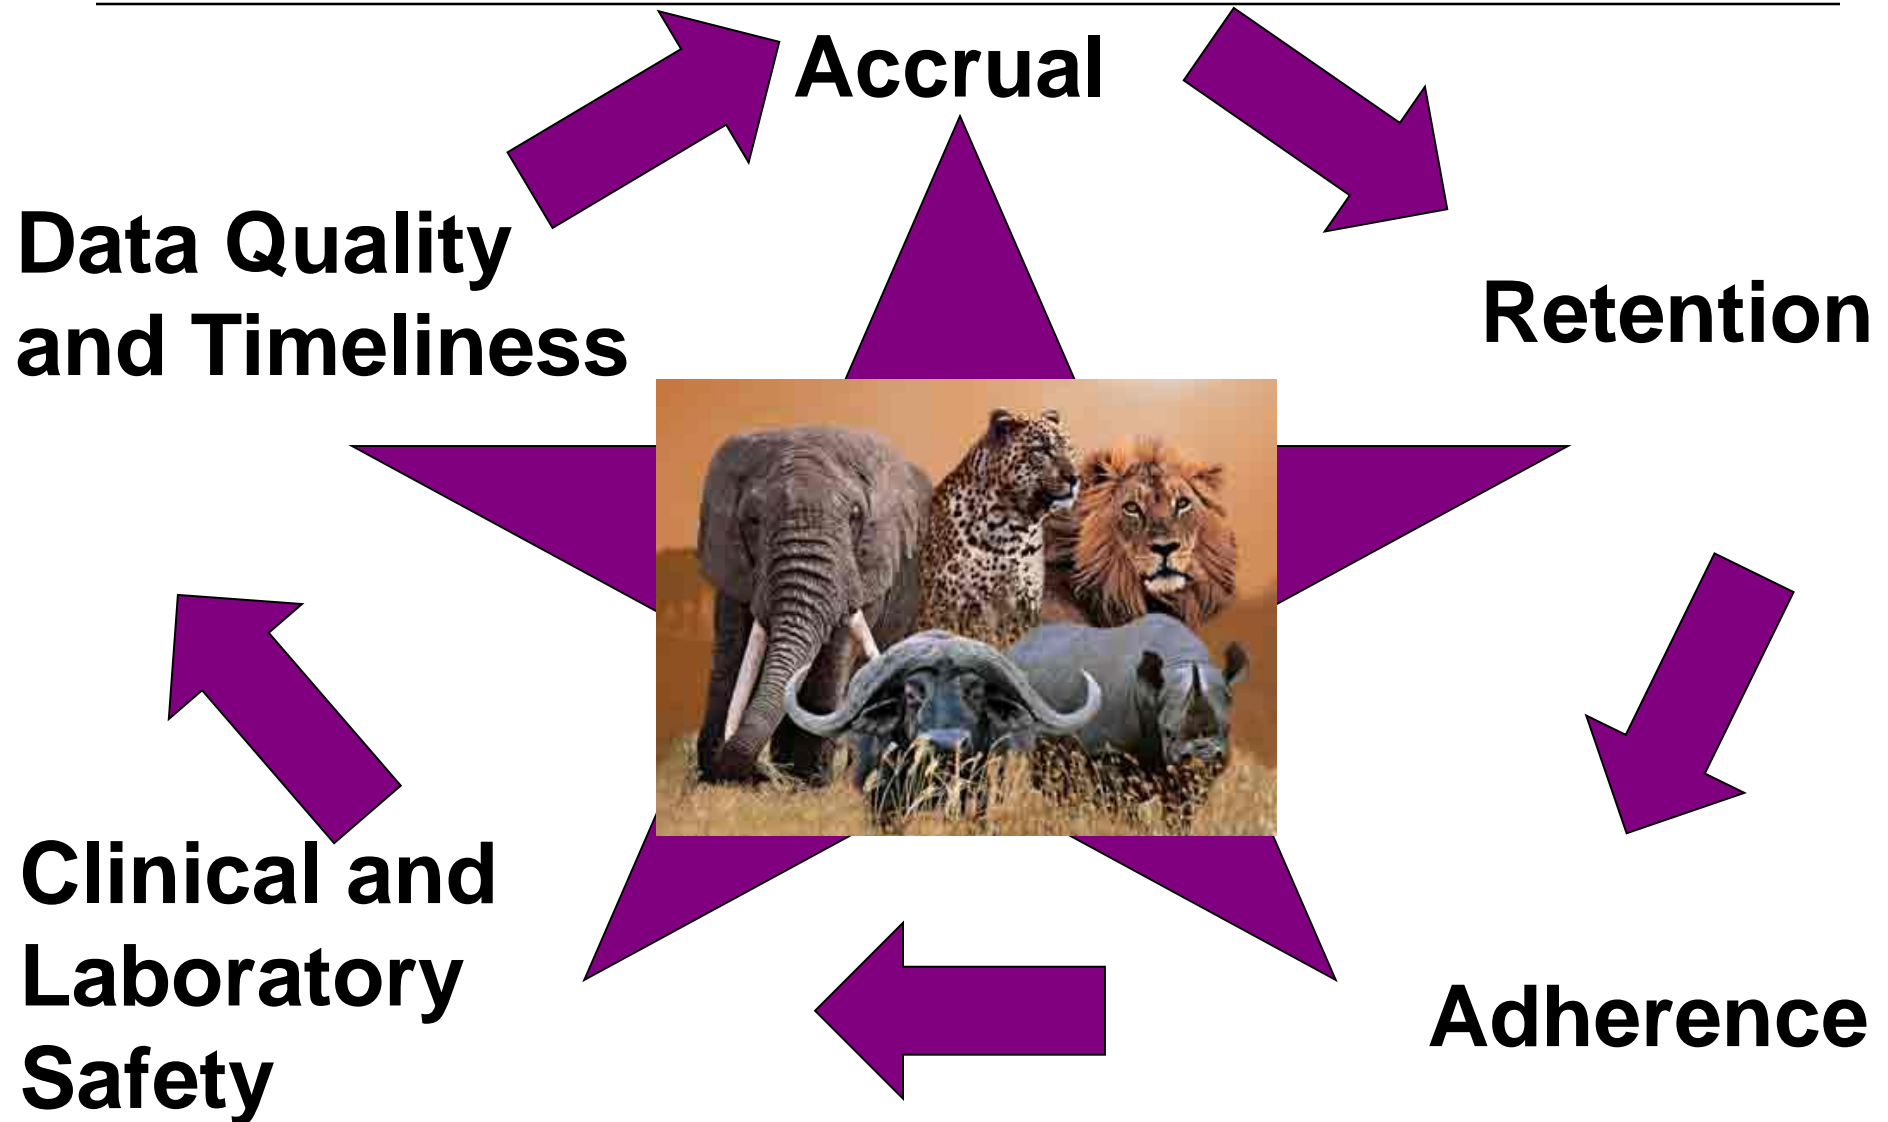 Accrual
Retention
Adherence
Clinical and
Laboratory
Safety
Data Quality
and Timeliness